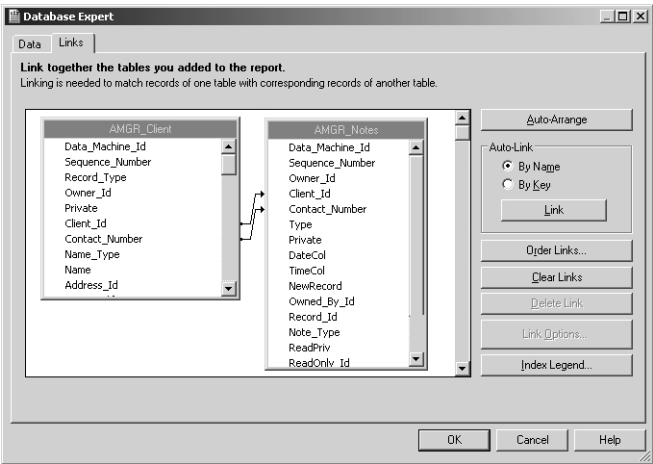 Database Expert
Data
Links
Link together the tables you added to the report.
Linking is needed to match records of one table with corresponding records of another table.
AMGR_Client
Data_Machine_Id
Sequence_Number
Record_Type
Owner_Id
Private
Client_Id
Contact_Number
Name_Type
Name
Address_Id
AMGR_Notes
Data_Machine_Id
Sequence_Number
Owner_Id
Client_Id
Contact_Number
Type
Private
DateCol
TimeCol
NewRecord
Owned_By_Id
Record_Id
Note_Type
ReadPriv
ReadOnly_Id
Auto-Arrange
Auto-Link
By Name
By Key
Link
Order Links...
Clear Links
Delete Link
Link Options...
Index Legend...
OK
Cancel
Help